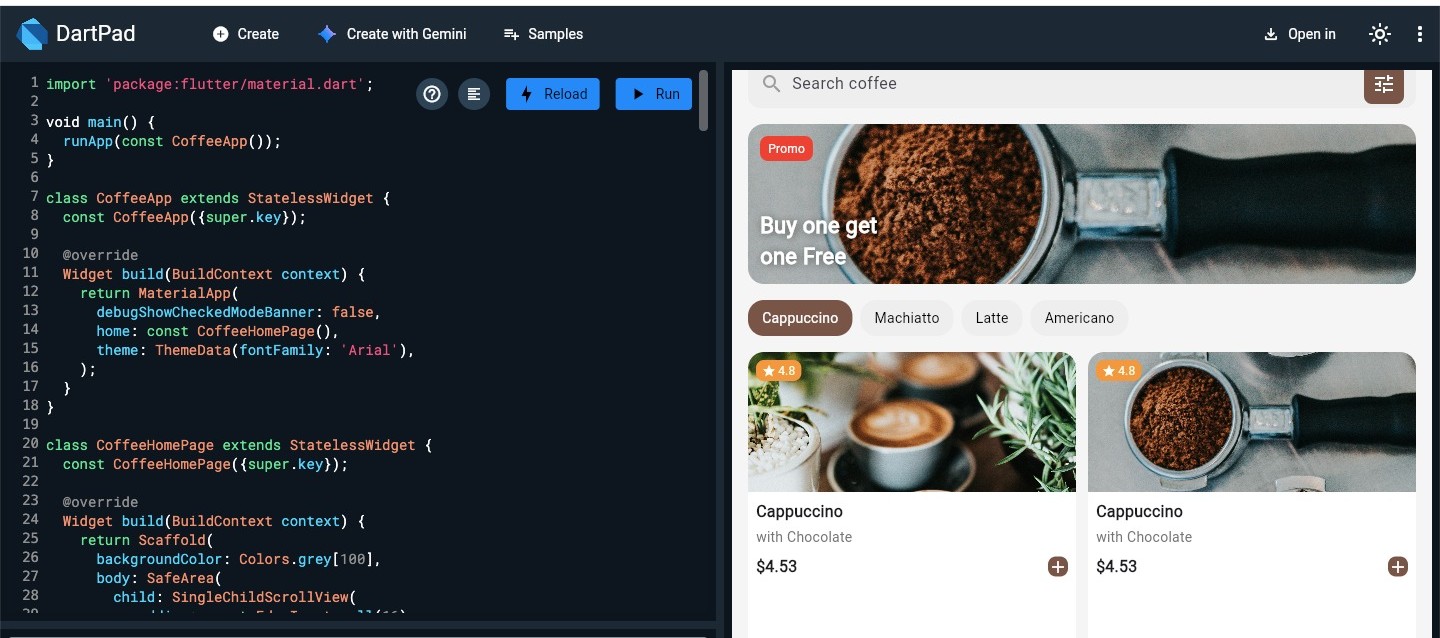 DartPad
Create
Create with Gemini
Samples
Open in
1 import 'package:flutter/material.dart';
2
3 void main() {
4 runApp(const CoffeeApp());
5 }
6
7 class CoffeeApp extends StatelessWidget {
8 const CoffeeApp({super.key});
9
10 @override
11 Widget build(BuildContext context) {
12 return MaterialApp(
13 debugShowCheckedModeBanner: false,
14 home: const CoffeeHomePage(),
15 theme: ThemeData(fontFamily: 'Arial'),
16 );
17 }
18 }
19
20 class CoffeeHomePage extends StatelessWidget {
21 const CoffeeHomePage({super.key});
22
23 @override
24 Widget build(BuildContext context) {
25 return Scaffold(
26 backgroundColor: Colors.grey[100],
27 body: SafeArea(
28 child: SingleChildScrollView(
Reload
Run
Search coffee
Promo
Buy one get
one Free
Cappuccino
Machiatto
Latte
Americano
4.8
Cappuccino
with Chocolate
$4.53
4.8
Cappuccino
with Chocolate
$4.53